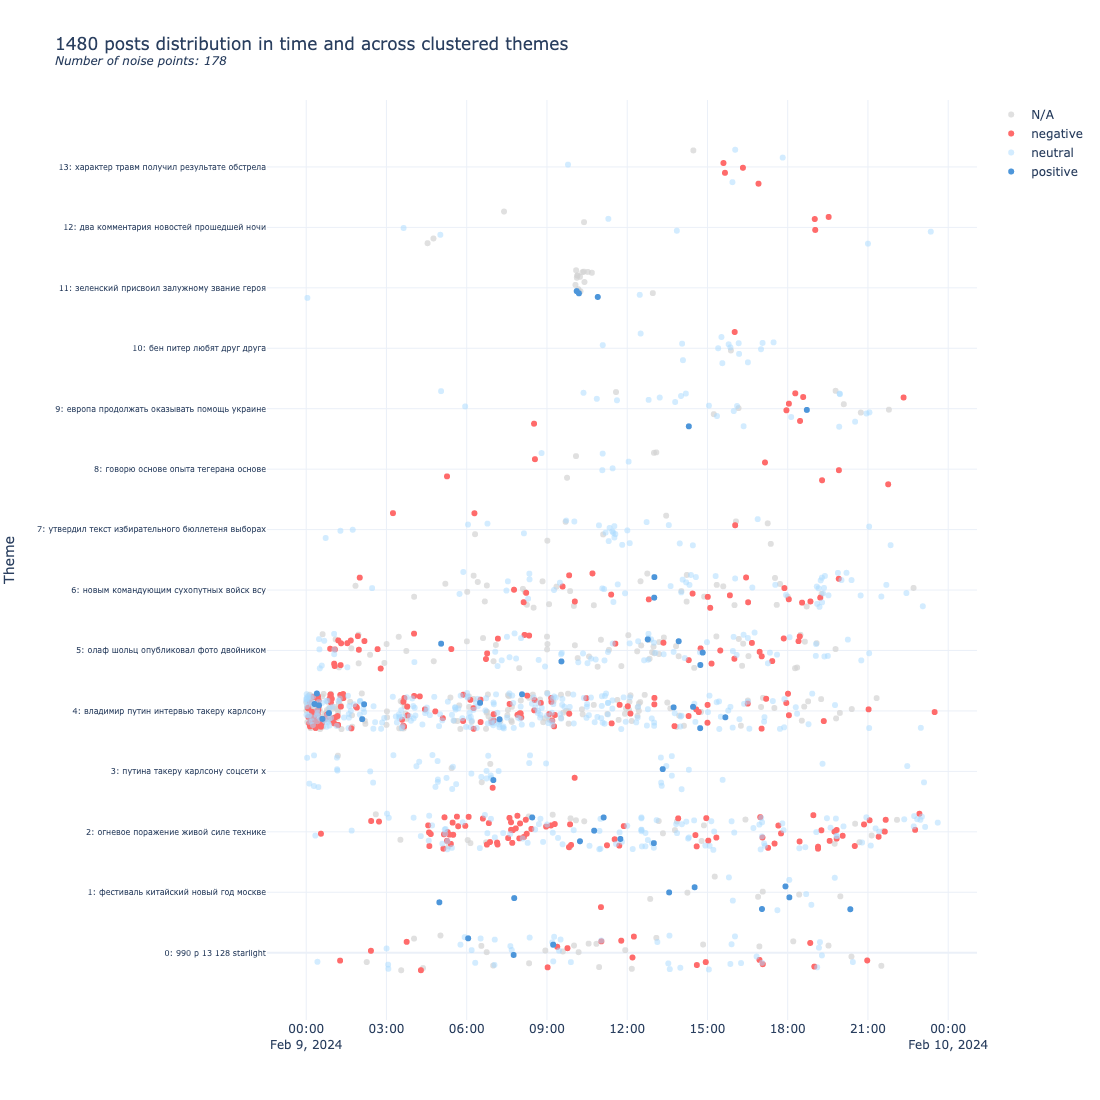 1480 posts distribution in time and across clustered themes
Number of noise points: 178
N/A
negative
neutral
positive
Theme
13: характер травм получил результате обстрела
12: два комментария новостей прошедшей ночи
11: зеленский присвоил залужному звание героя
10: бен питер любят друг друга
9: европа продолжать оказывать помощь украине
8: говорю основе опыта тегерана основе
7: утвердил текст избирательного бюллетеня выборах
6: новым командующим сухопутных войск всу
5: олаф шольц опубликовал фото двойником
4: владимир путин интервью такеру карлсону
3: путина такеру карлсону соцсети x
2: огневое поражение живой силе технике
1: фестиваль китайский новый год москве
0: 990 р 13 128 starlight
00:00 03:00 06:00 09:00 12:00 15:00 18:00 21:00 00:00
Feb 9, 2024 Feb 10, 2024